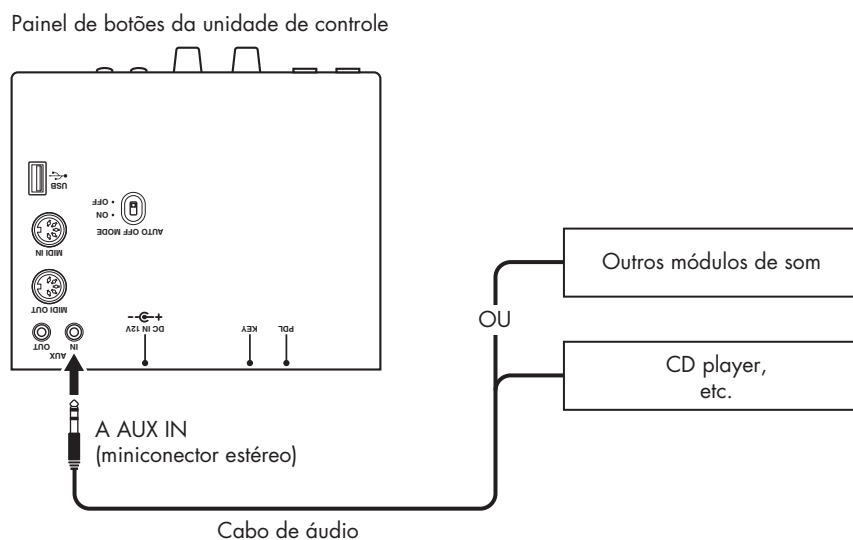 Painel de botões da unidade de controle
USB
OFF •
ON •
AUTO OFF MODE
MIDI IN
MIDI OUT
OUT
IN
AUX
DC IN 12V
KEY
PDL
Outros módulos de som
OU
CD player,
etc.
A AUX IN
(miniconector estéreo)
Cabo de áudio